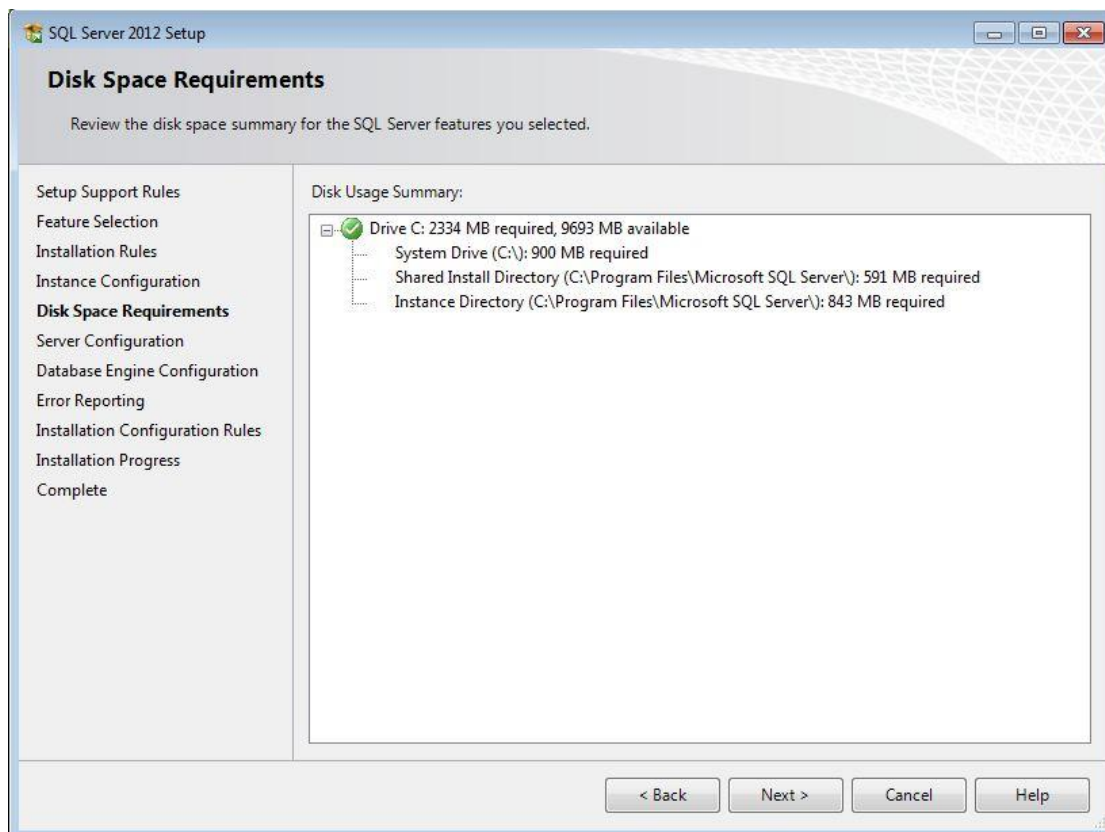 SQL Server 2012 Setup
Disk Space Requirements
Review the disk space summary for the SQL Server features you selected.
Setup Support Rules
Feature Selection
Installation Rules
Instance Configuration
Disk Space Requirements
Server Configuration
Database Engine Configuration
Error Reporting
Installation Configuration Rules
Installation Progress
Complete
Disk Usage Summary:
Drive C: 2334 MB required, 9693 MB available
System Drive (C:\): 900 MB required
Shared Install Directory (C:\Program Files\Microsoft SQL Server\): 591 MB required
Instance Directory (C:\Program Files\Microsoft SQL Server\): 843 MB required
< Back
Next >
Cancel
Help